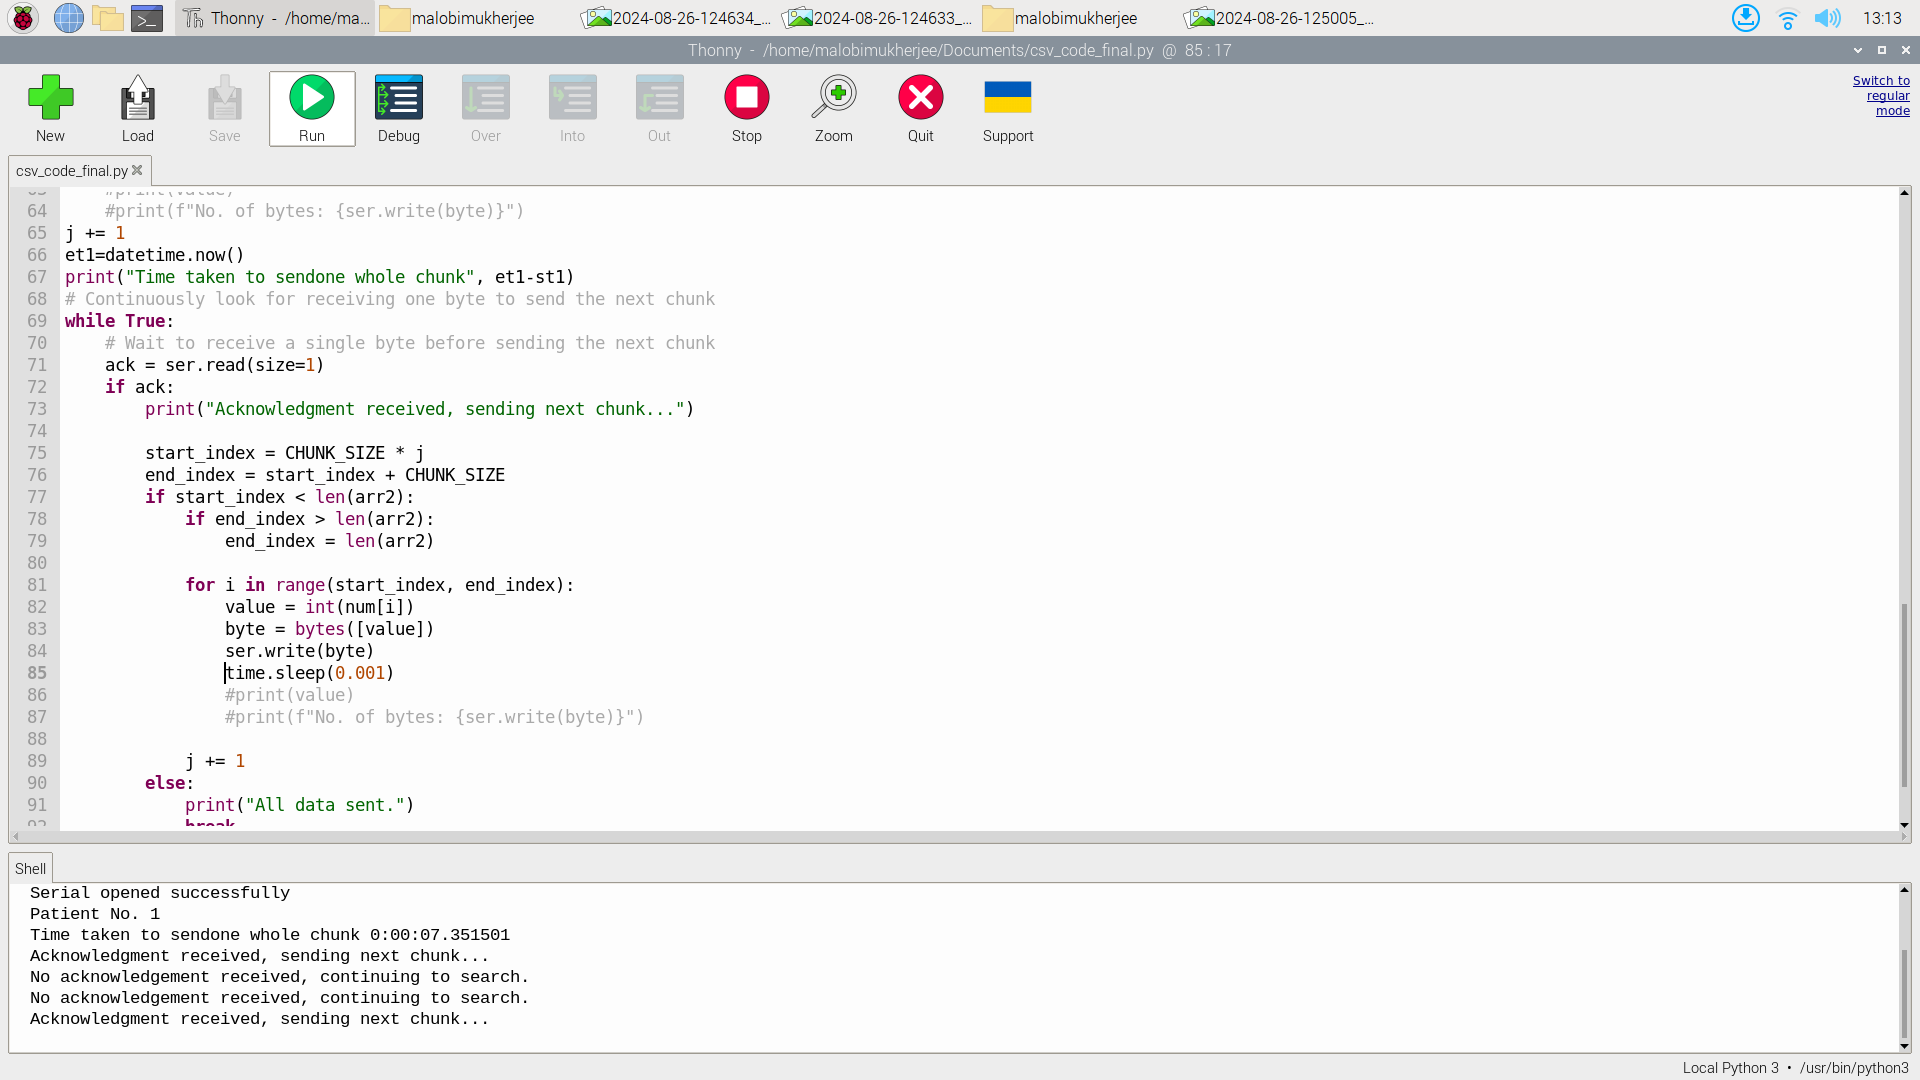 Thonny - /home/ma...
malobimukherjee
2024-08-26-124634_...
2024-08-26-124633_...
malobimukherjee
2024-08-26-125005_...
13:13
Thonny - /home/malobimukherjee/Documents/csv_code_final.py @ 85 : 17
New
Load
Save
Run
Debug
Over
Into
Out
Stop
Zoom
Quit
Support
Switch to
regular
mode
csv_code_final.py
63 #print(value)
64 #print(f"No. of bytes: {ser.write(byte)}")
65 j += 1
66 et1=datetime.now()
67 print("Time taken to sendone whole chunk", et1-st1)
68 # Continuously look for receiving one byte to send the next chunk
69 while True:
70 # Wait to receive a single byte before sending the next chunk
71 ack = ser.read(size=1)
72 if ack:
73 print("Acknowledgment received, sending next chunk...")
74
75 start_index = CHUNK_SIZE * j
76 end_index = start_index + CHUNK_SIZE
77 if start_index < len(arr2):
78 if end_index > len(arr2):
79 end_index = len(arr2)
80
81 for i in range(start_index, end_index):
82 value = int(num[i])
83 byte = bytes([value])
84 ser.write(byte)
85 time.sleep(0.001)
86 #print(value)
87 #print(f"No. of bytes: {ser.write(byte)}")
88
89 j += 1
90 else:
91 print("All data sent.")
92 break
Shell
Serial opened successfully
Patient No. 1
Time taken to sendone whole chunk 0:00:07.351501
Acknowledgment received, sending next chunk...
No acknowledgement received, continuing to search.
No acknowledgement received, continuing to search.
Acknowledgment received, sending next chunk...
Local Python 3 • /usr/bin/python3